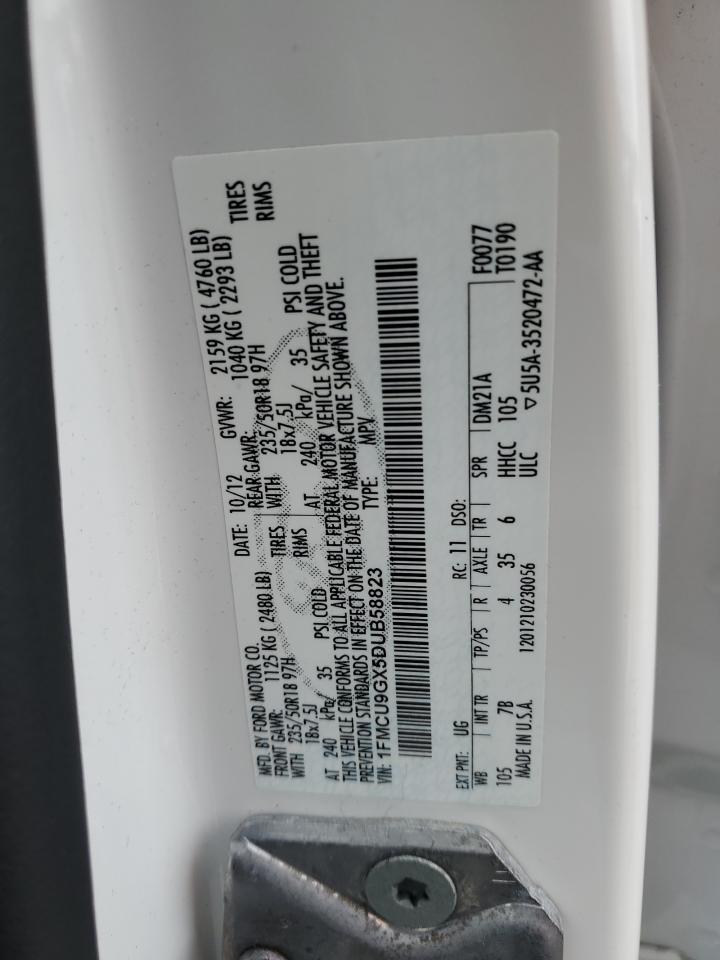 MFD. BY FORD MOTOR CO.
DATE: 10/12 GVWR: 2159 KG ( 4760 LB)
FRONT GAWR: 1125 KG ( 2480 LB) REAR GAWR: 1040 KG ( 2293 LB)
WITH 235/50R18 97H TIRES WITH 235/50R18 97H TIRES
18x7.5J RIMS 18x7.5J RIMS
AT 240 kPa/ 35 PSI COLD AT 240 kPa/ 35 PSI COLD
THIS VEHICLE CONFORMS TO ALL APPLICABLE FEDERAL MOTOR VEHICLE SAFETY AND THEFT
PREVENTION STANDARDS IN EFFECT ON THE DATE OF MANUFACTURE SHOWN ABOVE.
VIN: 1FMCU9GX5DUB58823 TYPE: MPV
F0077
T0190
EXT PNT: UG RC: 11 DSO:
WB INT TR TP/PS R AXLE TR SPR DM21A
105 7B 4 35 6 HHCC 105
MADE IN U.S.A. 1201210230056 ULC ▽5U5A-3520472-AA